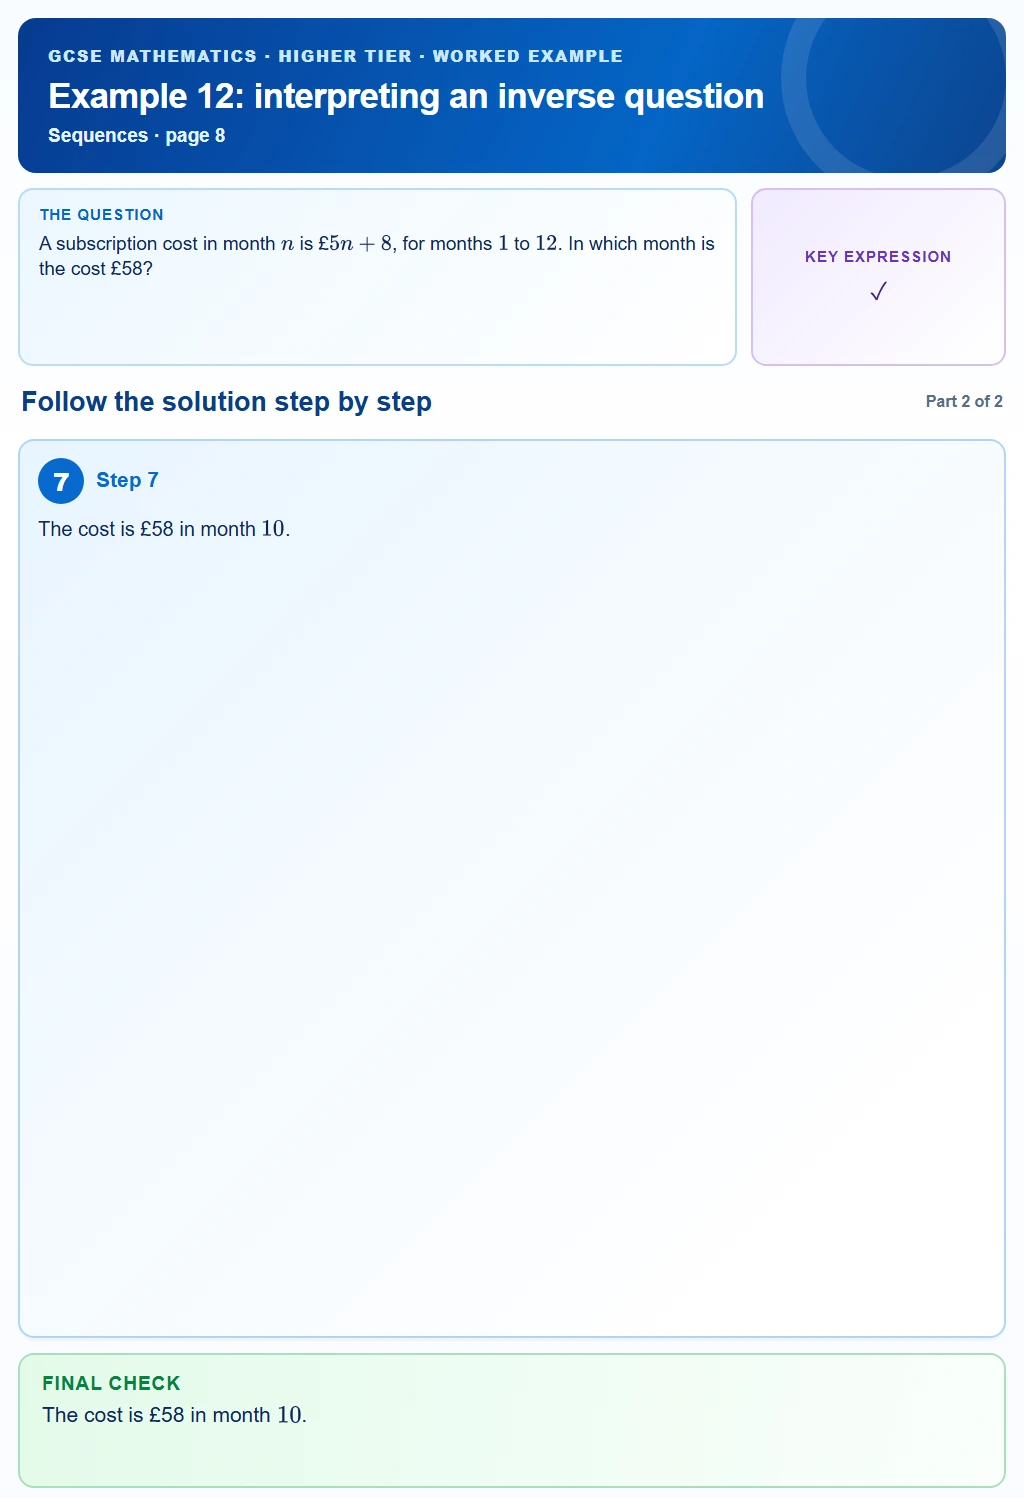 GCSE MATHEMATICS · HIGHER TIER · WORKED EXAMPLE
Example 12: interpreting an inverse question
Sequences · page 8
THE QUESTION
A subscription cost in month n is £5n + 8, for months 1 to 12. In which month is
the cost £58?
KEY EXPRESSION
✓
Follow the solution step by step
Part 2 of 2
7 Step 7
The cost is £58 in month 10.
FINAL CHECK
The cost is £58 in month 10.